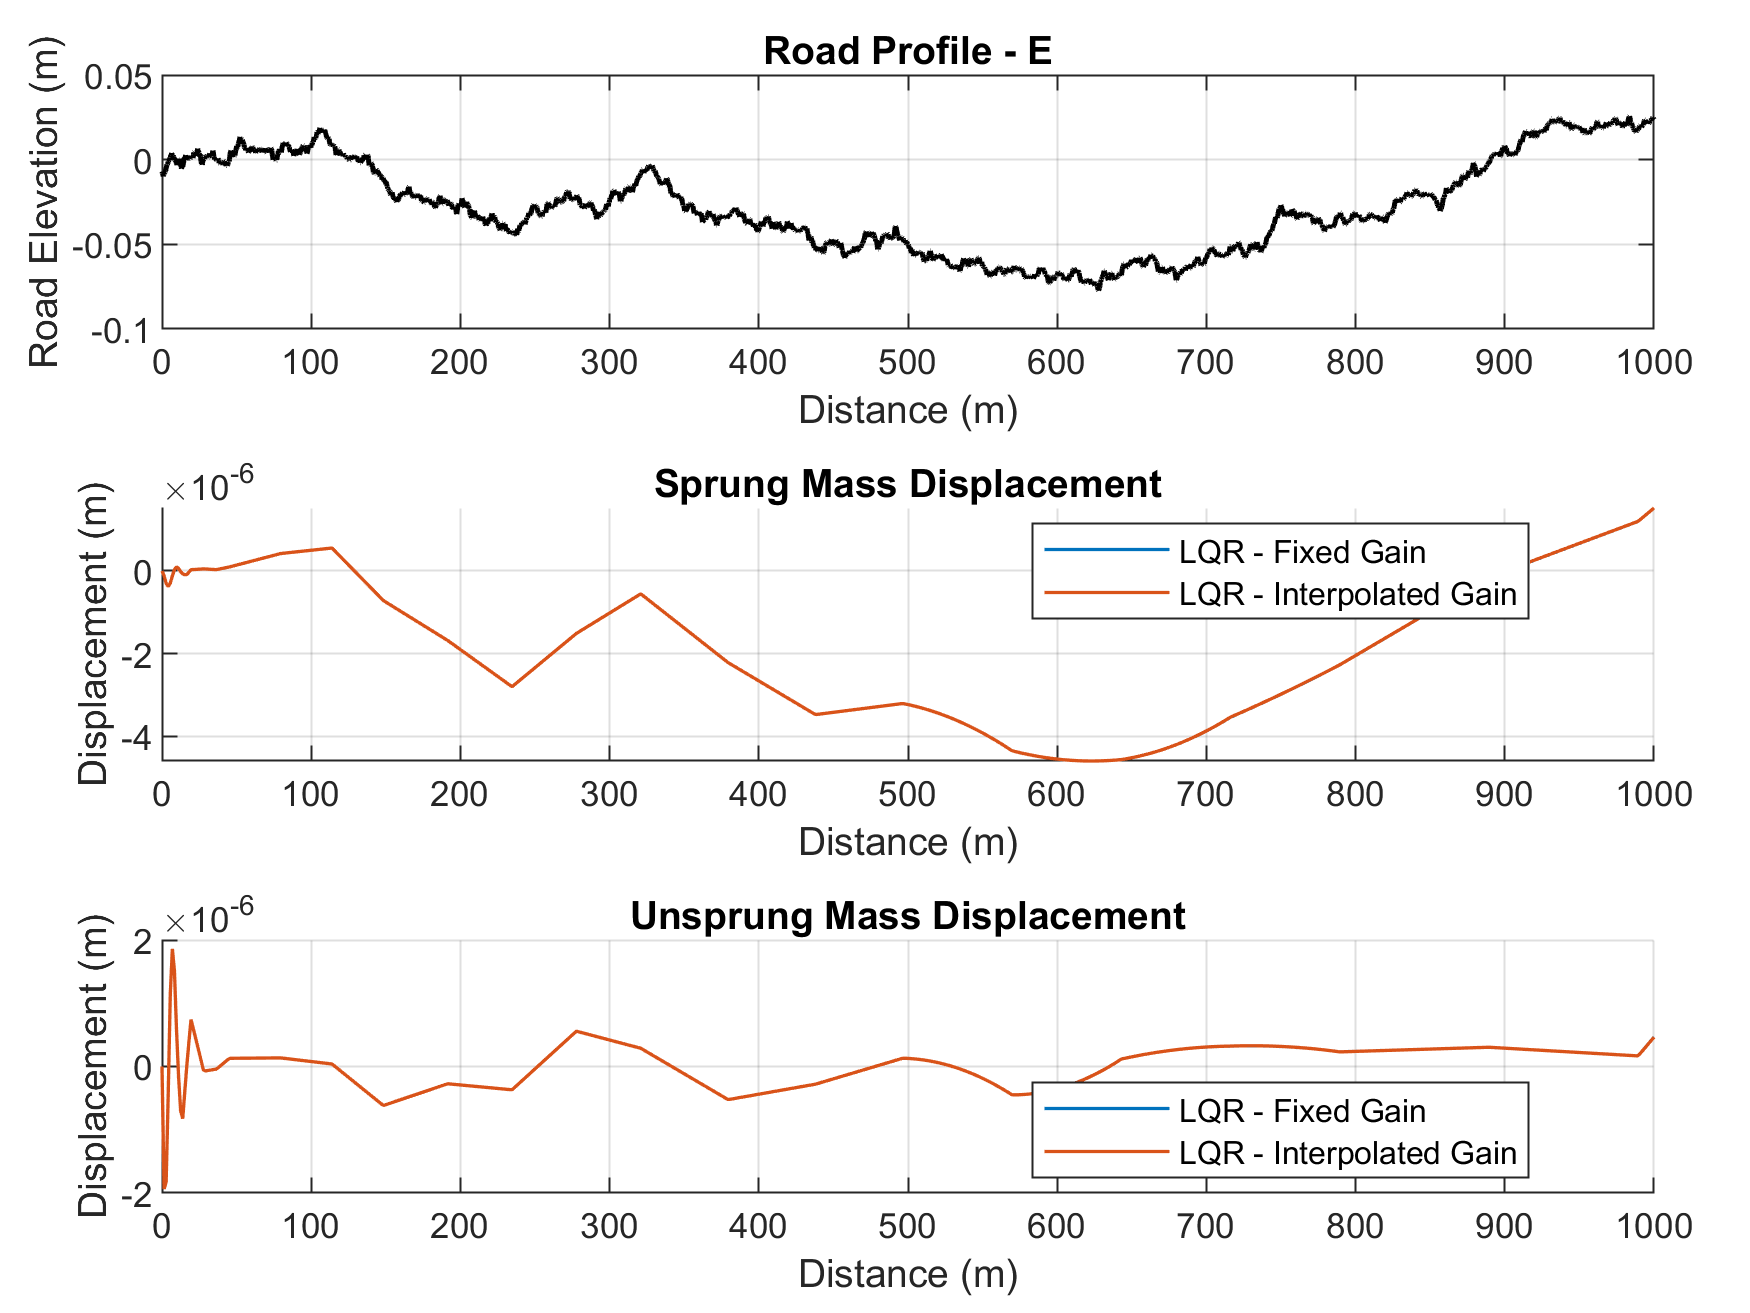 Road Profile - E
Road Elevation (m)
0.05
0
-0.05
-0.1
0 100 200 300 400 500 600 700 800 900 1000
Distance (m)
×10-6
Sprung Mass Displacement
Displacement (m)
0
-2
-4
LQR - Fixed Gain
LQR - Interpolated Gain
0 100 200 300 400 500 600 700 800 900 1000
Distance (m)
×10-6
Unsprung Mass Displacement
Displacement (m)
2
0
-2
LQR - Fixed Gain
LQR - Interpolated Gain
0 100 200 300 400 500 600 700 800 900 1000
Distance (m)